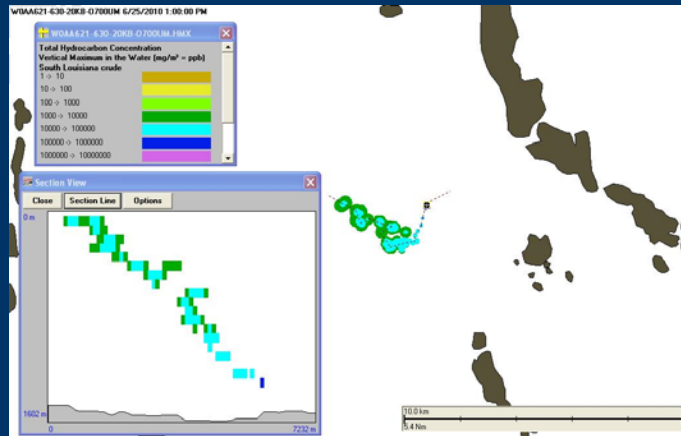 W0AA621-630-20KB-O700UM 6/25/2010 1:00:00 PM
W0AA621-630-20KB-O700UM.HMX
Total Hydrocarbon Concentration
Vertical Maximum in the Water (mg/m³ = ppb)
South Louisiana crude
1 -> 10
10 -> 100
100 -> 1000
1000 -> 10000
10000 -> 100000
100000 -> 1000000
1000000 -> 10000000
Section View
Close Section Line Options
0 m
1602 m
0 7232 m
10.0 km
5.4 Nm